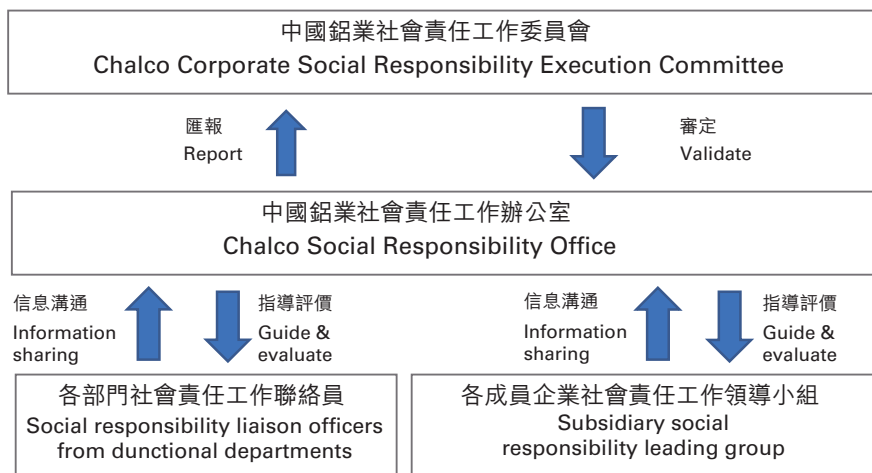 中國鋁業社會責任工作委員會
Chalco Corporate Social Responsibility Execution Committee
匯報
Report
審定
Validate
中國鋁業社會責任工作辦公室
Chalco Social Responsibility Office
信息溝通
Information
sharing
指導評價
Guide &
evaluate
信息溝通
Information
sharing
指導評價
Guide &
evaluate
各部門社會責任工作聯絡員
Social responsibility liaison officers
from dunctional departments
各成員企業社會責任工作領導小組
Subsidiary social
responsibility leading group